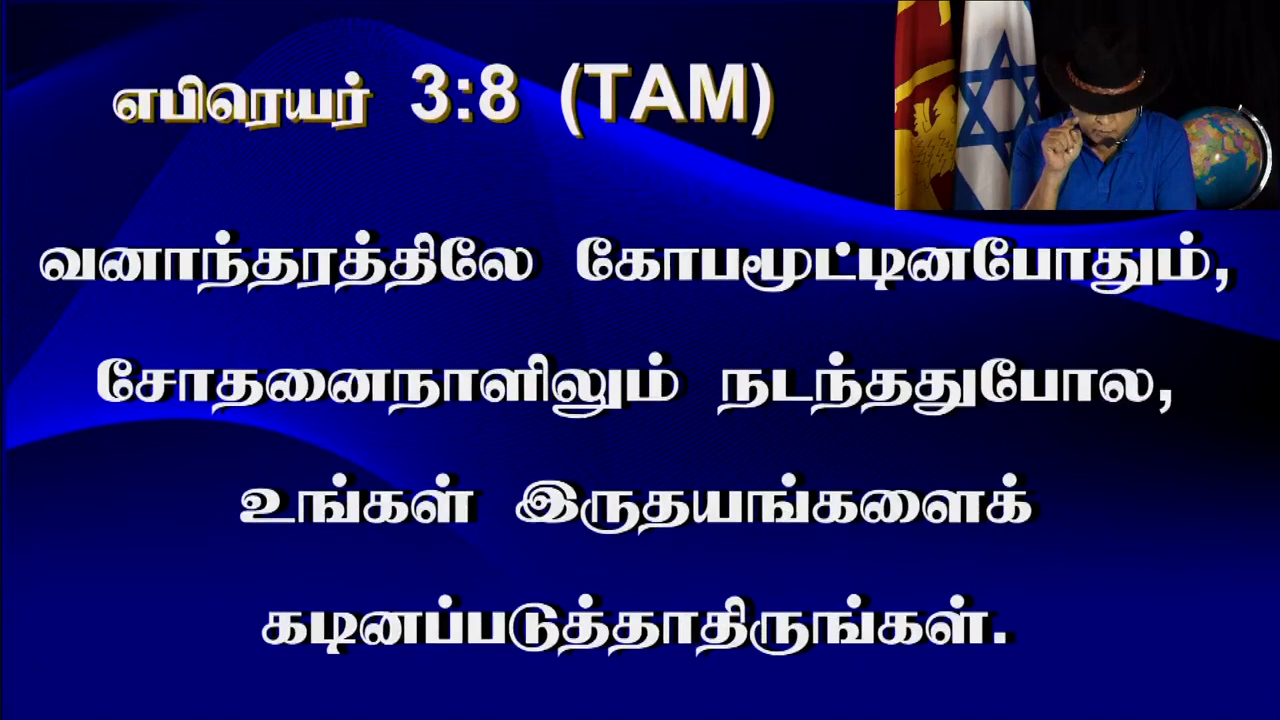 எபிரெயர் 3:8 (TAM)
வனாந்தரத்திலே கோபமூட்டினபோதும்,
சோதனைநாளிலும் நடந்ததுபோல,
உங்கள் இருதயங்களைக்
கடினப்படுத்தாதிருங்கள்.